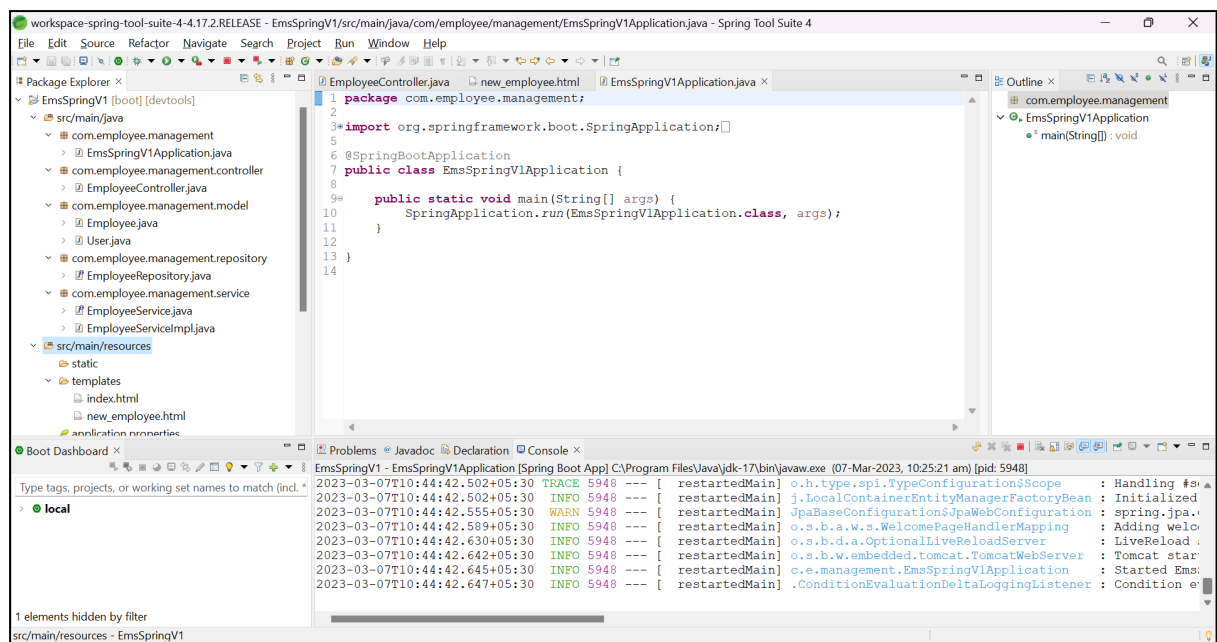 workspace-spring-tool-suite-4-4.17.2.RELEASE - EmsSpringV1/src/main/java/com/employee/management/EmsSpringV1Application.java - Spring Tool Suite 4
File Edit Source Refactor Navigate Search Project Run Window Help
Package Explorer
EmsSpringV1 [boot] [devtools]
src/main/java
com.employee.management
EmsSpringV1Application.java
com.employee.management.controller
EmployeeController.java
com.employee.management.model
Employee.java
User.java
com.employee.management.repository
EmployeeRepository.java
com.employee.management.service
EmployeeService.java
EmployeeServiceImpl.java
src/main/resources
static
templates
index.html
new_employee.html
application.properties
EmployeeController.java new_employee.html EmsSpringV1Application.java
1 package com.employee.management;
2
3 import org.springframework.boot.SpringApplication;
5
6 @SpringBootApplication
7 public class EmsSpringV1Application {
8
9 public static void main(String[] args) {
10 SpringApplication.run(EmsSpringV1Application.class, args);
11 }
12
13 }
14
Outline
com.employee.management
EmsSpringV1Application
main(String[]) : void
Boot Dashboard
Type tags, projects, or working set names to match (incl. *
local
1 elements hidden by filter
Problems Javadoc Declaration Console
EmsSpringV1 - EmsSpringV1Application [Spring Boot App] C:\Program Files\Java\jdk-17\bin\javaw.exe (07-Mar-2023, 10:25:21 am) [pid: 5948]
2023-03-07T10:44:42.502+05:30 TRACE 5948 --- [ restartedMain] o.h.type.spi.TypeConfiguration$Scope : Handling #s
2023-03-07T10:44:42.502+05:30 INFO 5948 --- [ restartedMain] j.LocalContainerEntityManagerFactoryBean : Initialized
2023-03-07T10:44:42.555+05:30 WARN 5948 --- [ restartedMain] JpaBaseConfiguration$JpaWebConfiguration : spring.jpa.
2023-03-07T10:44:42.589+05:30 INFO 5948 --- [ restartedMain] o.s.b.a.w.s.WelcomePageHandlerMapping : Adding welc
2023-03-07T10:44:42.630+05:30 INFO 5948 --- [ restartedMain] o.s.b.d.a.OptionalLiveReloadServer : LiveReload
2023-03-07T10:44:42.642+05:30 INFO 5948 --- [ restartedMain] o.s.b.w.embedded.tomcat.TomcatWebServer : Tomcat star
2023-03-07T10:44:42.645+05:30 INFO 5948 --- [ restartedMain] c.e.management.EmsSpringV1Application : Started Ems
2023-03-07T10:44:42.647+05:30 INFO 5948 --- [ restartedMain] .ConditionEvaluationDeltaLoggingListener : Condition e
src/main/resources - EmsSpringV1